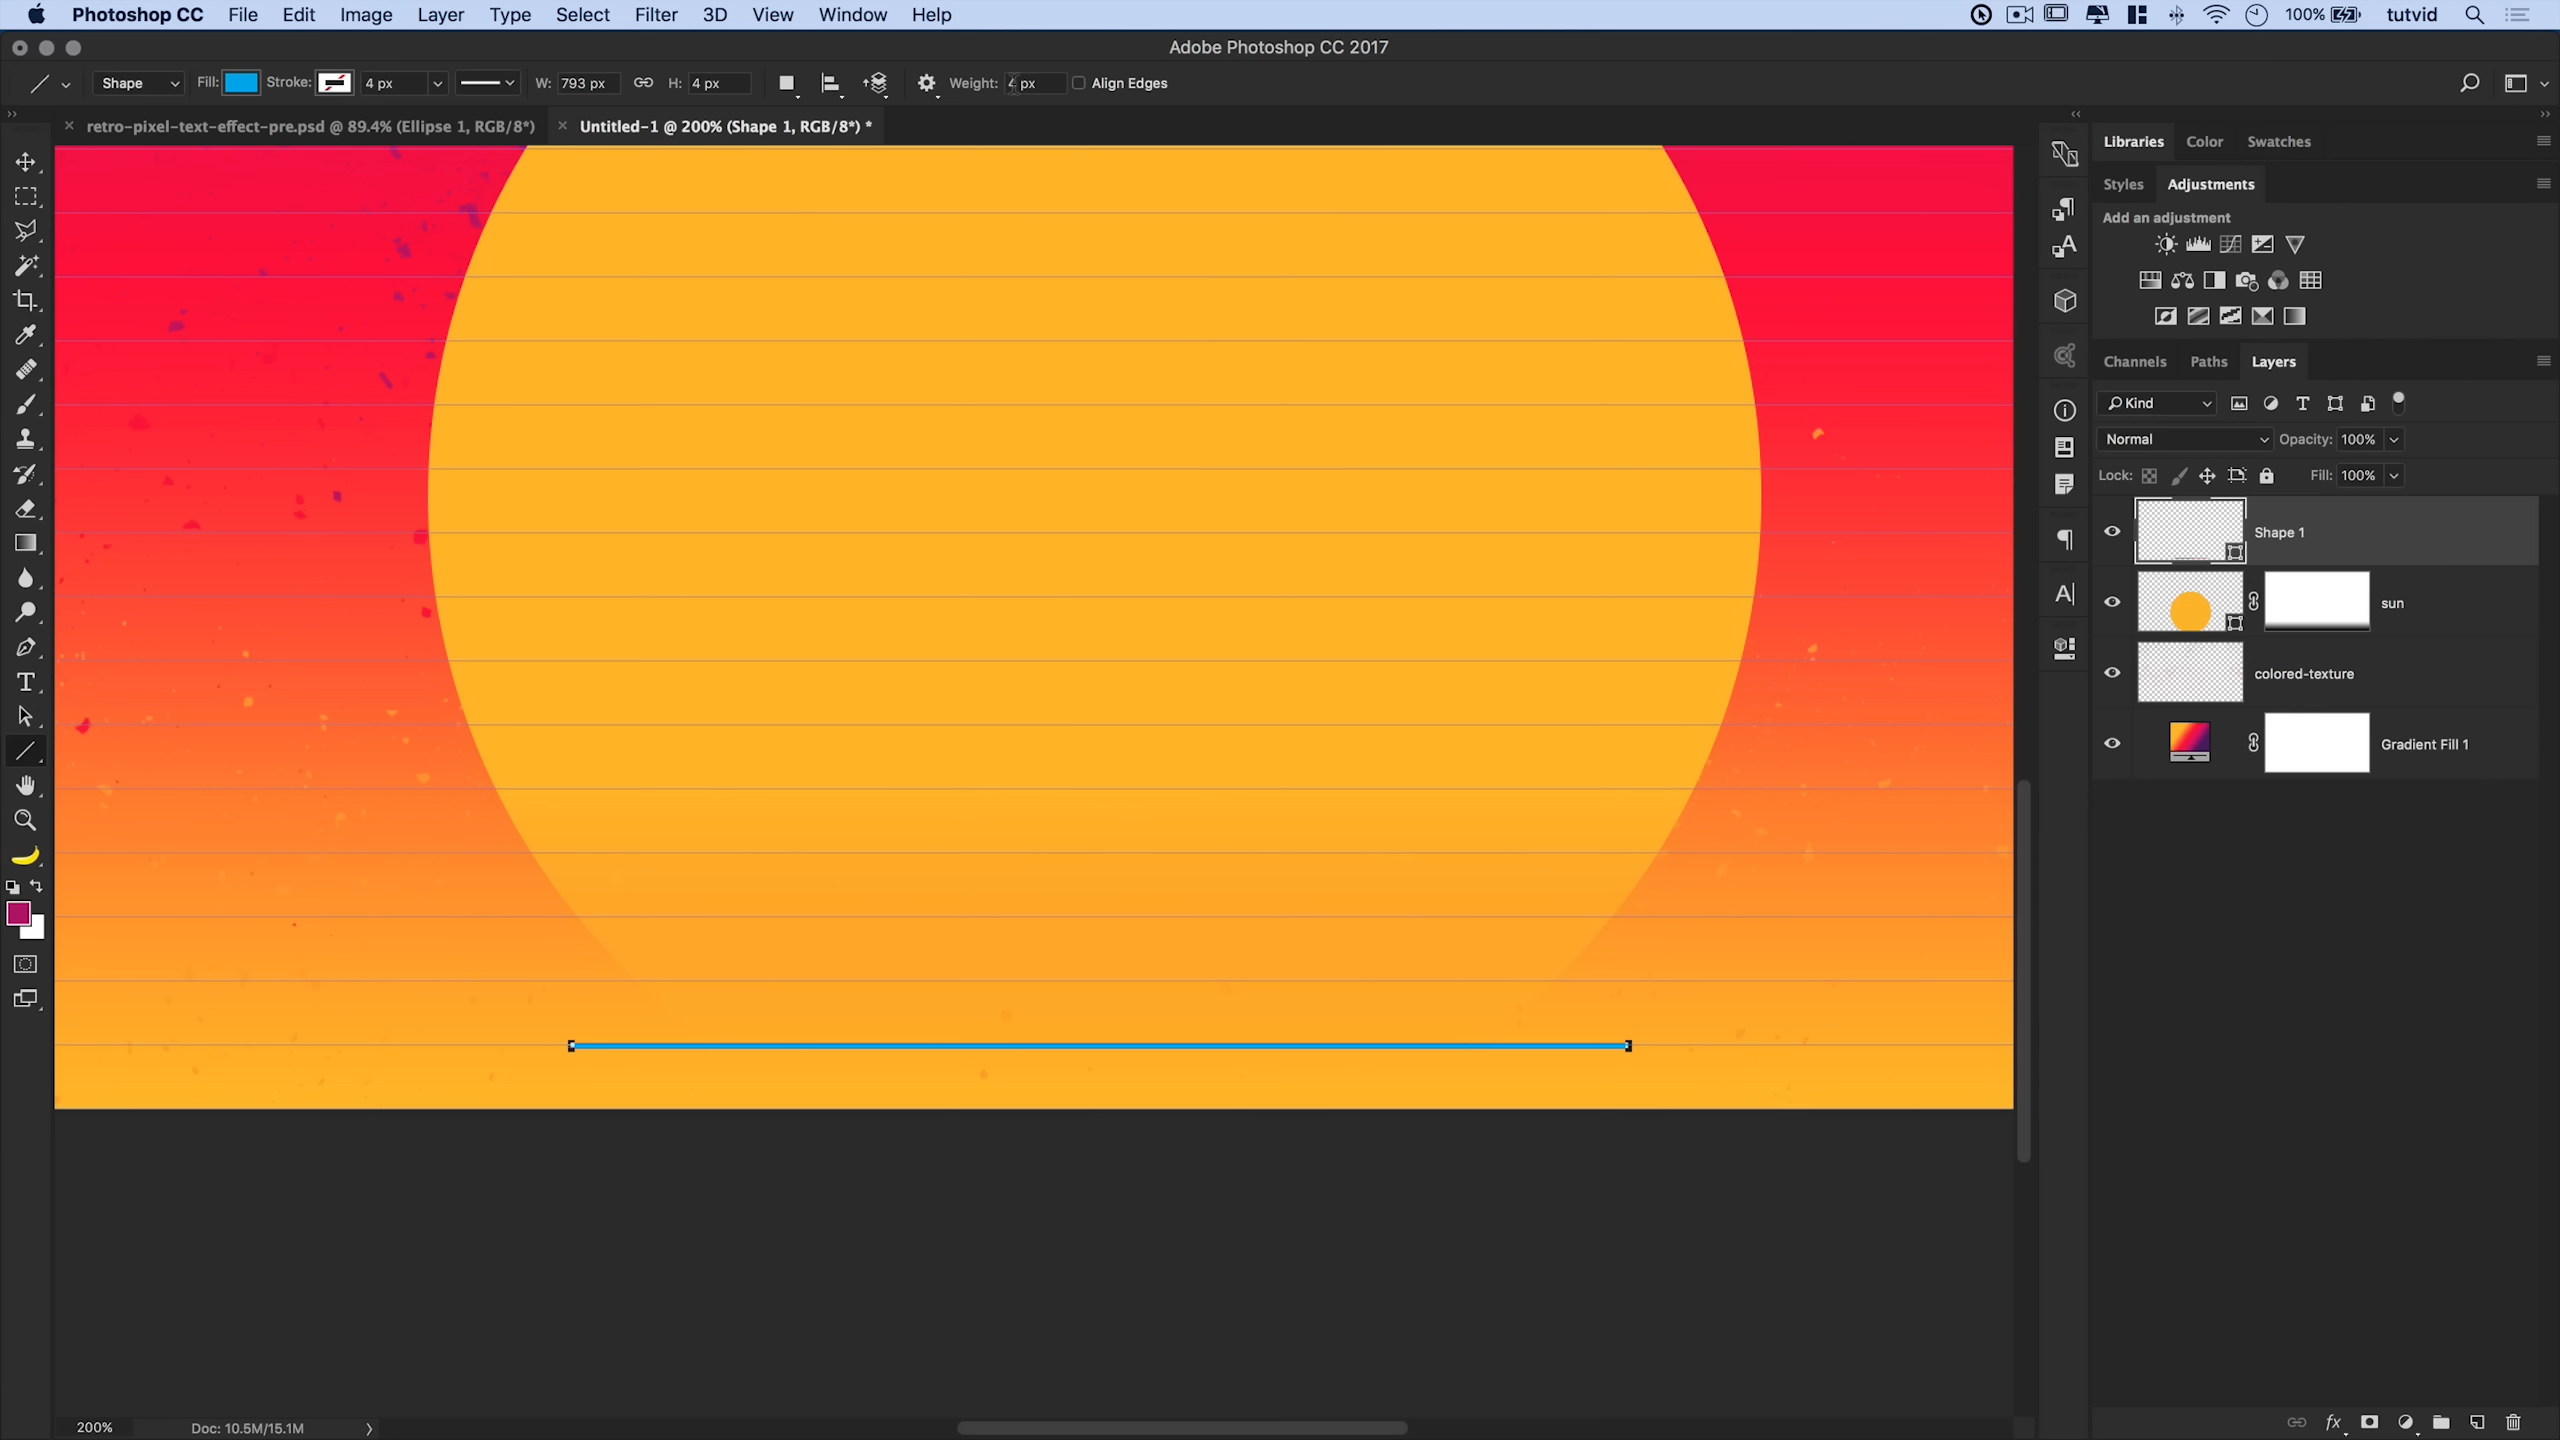 Photoshop CC File Edit Image Layer Type Select Filter 3D View Window Help 100% tutvid
Adobe Photoshop CC 2017
Shape Fill: Stroke: 4 px W: 793 px H: 4 px Weight: px Align Edges
retro-pixel-text-effect-pre.psd @ 89.4% (Ellipse 1, RGB/8*) Untitled-1 @ 200% (Shape 1, RGB/8*) *
Libraries Color Swatches
Styles Adjustments
Add an adjustment
Channels Paths Layers
Kind
Normal Opacity: 100%
Lock: Fill: 100%
Shape 1
sun
colored-texture
Gradient Fill 1
200% Doc: 10.5M/15.1M